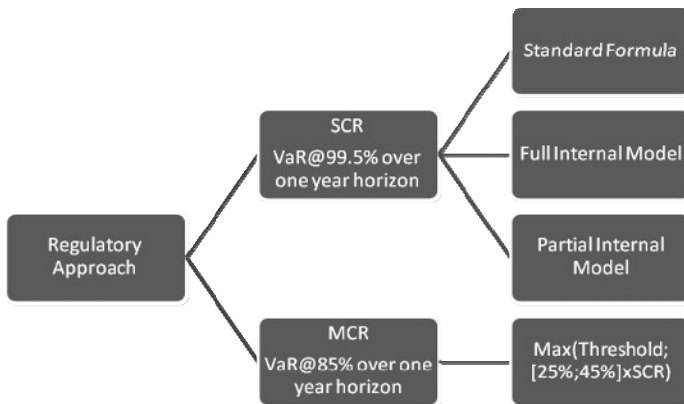 Regulatory
Approach
SCR
VaR@99.5% over
one year horizon
Standard Formula
Full Internal Model
Partial Internal
Model
MCR
VaR@85% over one
year horizon
Max(Threshold;
[25%;45%]xSCR)